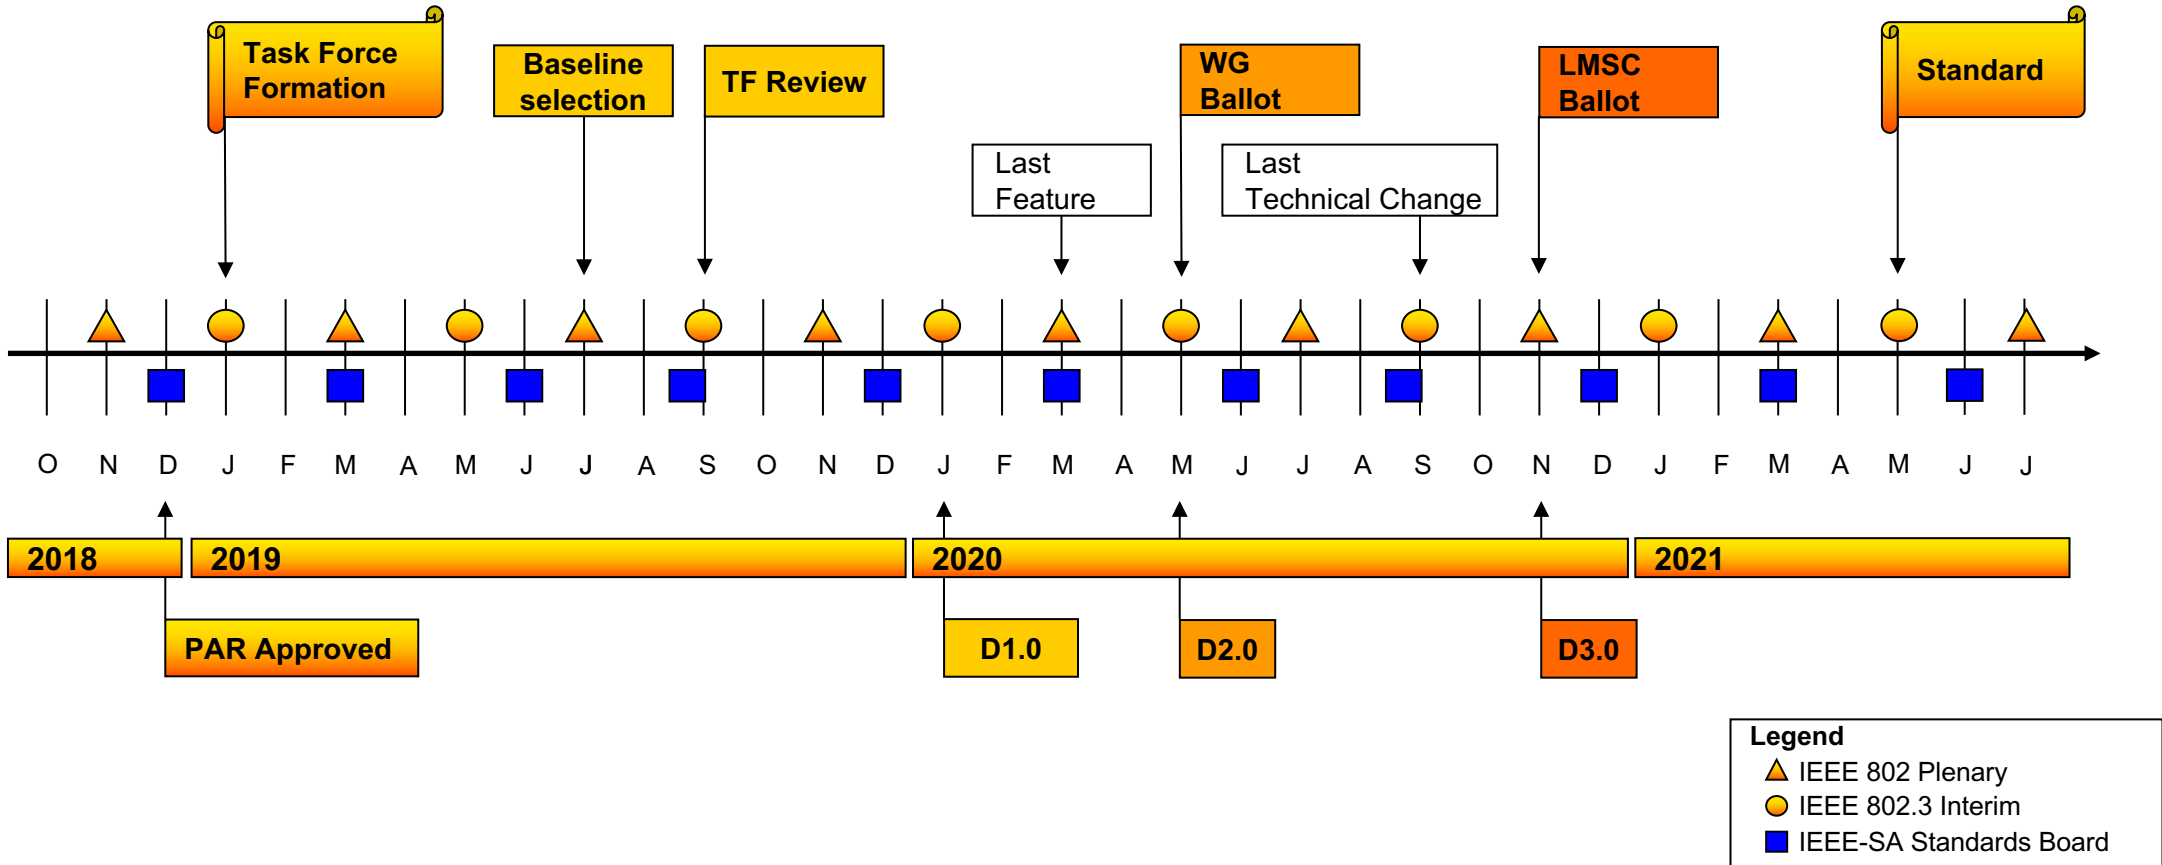 Task Force
Formation
Baseline
selection
TF Review
WG
Ballot
LMSC
Ballot
Standard
Last
Feature
Last
Technical Change
O N D J F M A M J J A S O N D J F M A M J J A S O N D J F M A M J J
2018 2019 2020 2021
PAR Approved
D1.0
D2.0
D3.0
Legend
IEEE 802 Plenary
IEEE 802.3 Interim
IEEE-SA Standards Board